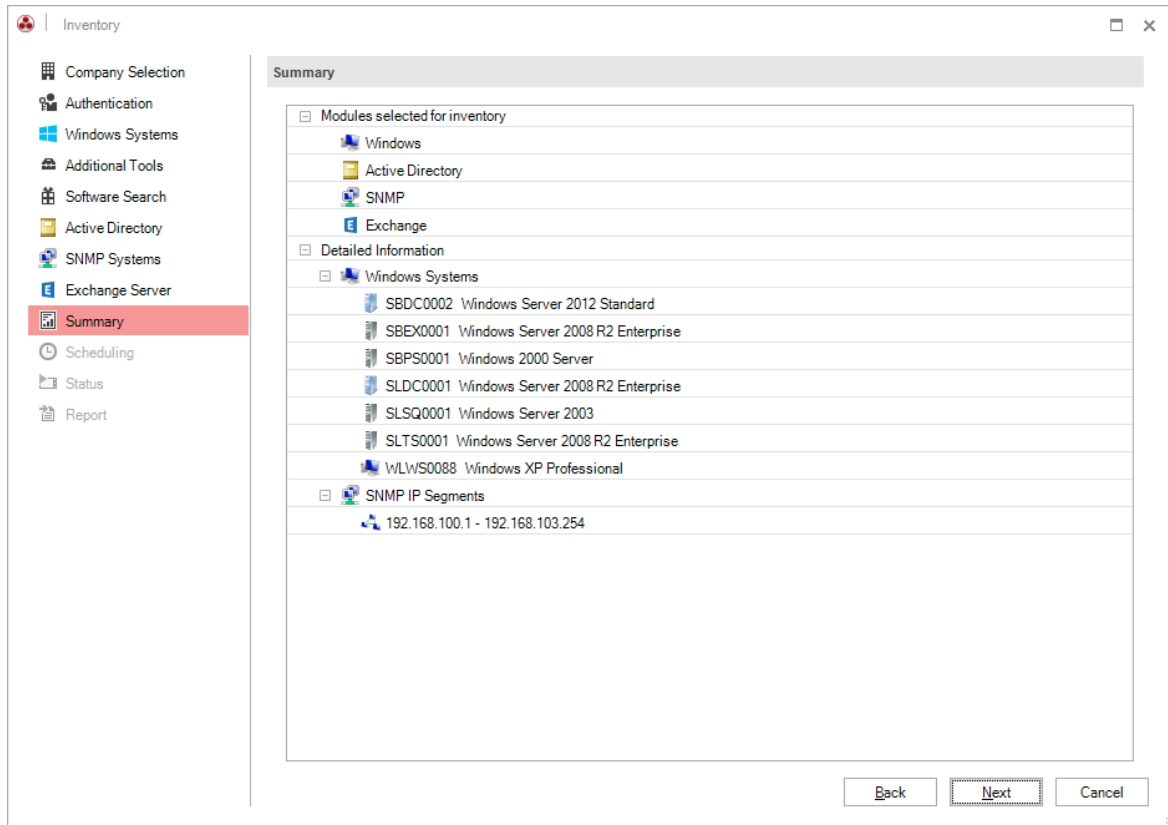 Inventory
Company Selection
Authentication
Windows Systems
Additional Tools
Software Search
Active Directory
SNMP Systems
Exchange Server
Summary
Scheduling
Status
Report
Summary
Modules selected for inventory
Windows
Active Directory
SNMP
Exchange
Detailed Information
Windows Systems
SBDC0002 Windows Server 2012 Standard
SBEX0001 Windows Server 2008 R2 Enterprise
SBPS0001 Windows 2000 Server
SLDC0001 Windows Server 2008 R2 Enterprise
SLSQ0001 Windows Server 2003
SLTS0001 Windows Server 2008 R2 Enterprise
WLWS0088 Windows XP Professional
SNMP IP Segments
192.168.100.1 - 192.168.103.254
Back Next Cancel